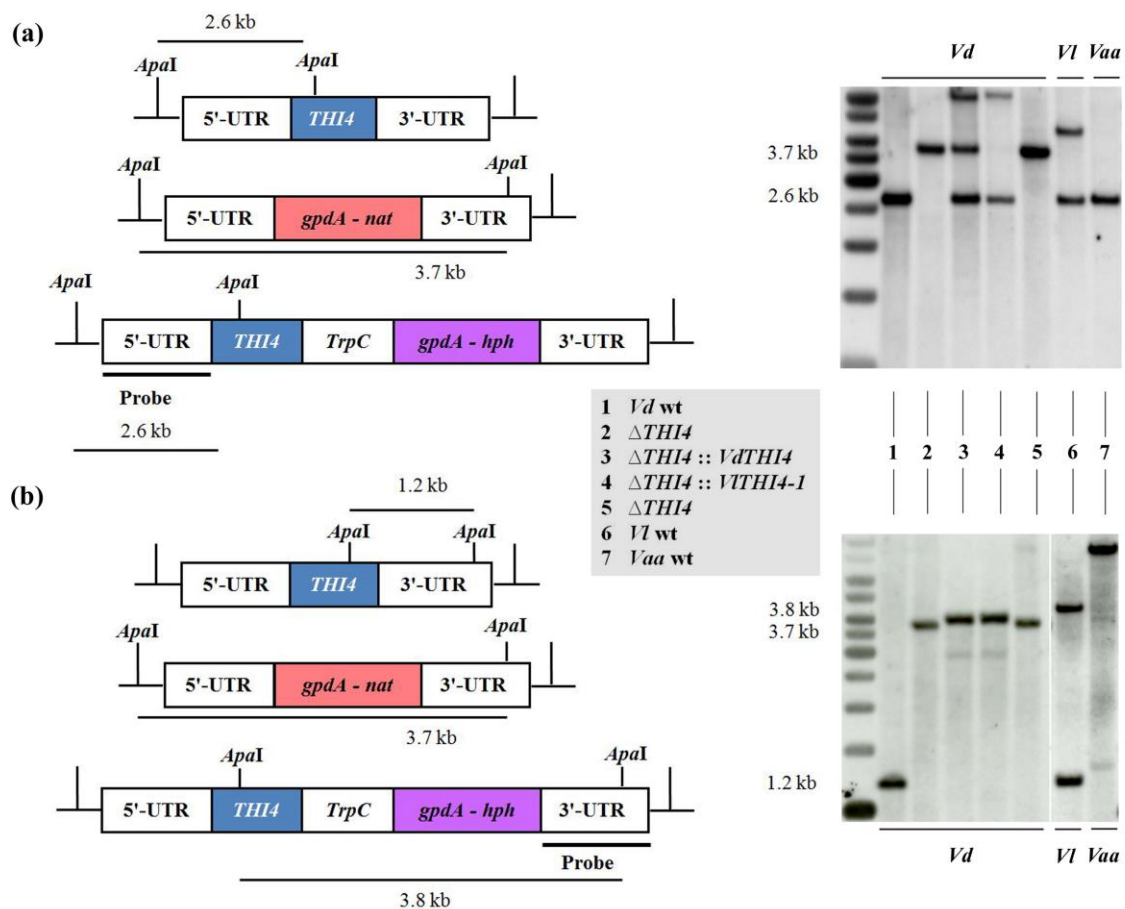 (a)
2.6 kb
ApaI
ApaI
5'-UTR THI4 3'-UTR
ApaI
ApaI
5'-UTR gpdA - nat 3'-UTR
3.7 kb
ApaI
ApaI
5'-UTR THI4 TrpC gpdA - hph 3'-UTR
Probe
2.6 kb
Vd Vl Vaa
3.7 kb
2.6 kb
1 Vd wt
2 ΔTHI4
3 ΔTHI4 :: VdTHI4
4 ΔTHI4 :: VlTHI4-1
5 ΔTHI4
6 Vl wt
7 Vaa wt
1 2 3 4 5 6 7
(b)
1.2 kb
ApaI
ApaI
5'-UTR THI4 3'-UTR
ApaI
ApaI
5'-UTR gpdA - nat 3'-UTR
3.7 kb
ApaI
ApaI
5'-UTR THI4 TrpC gpdA - hph 3'-UTR
Probe
3.8 kb
3.8 kb
3.7 kb
1.2 kb
Vd Vl Vaa